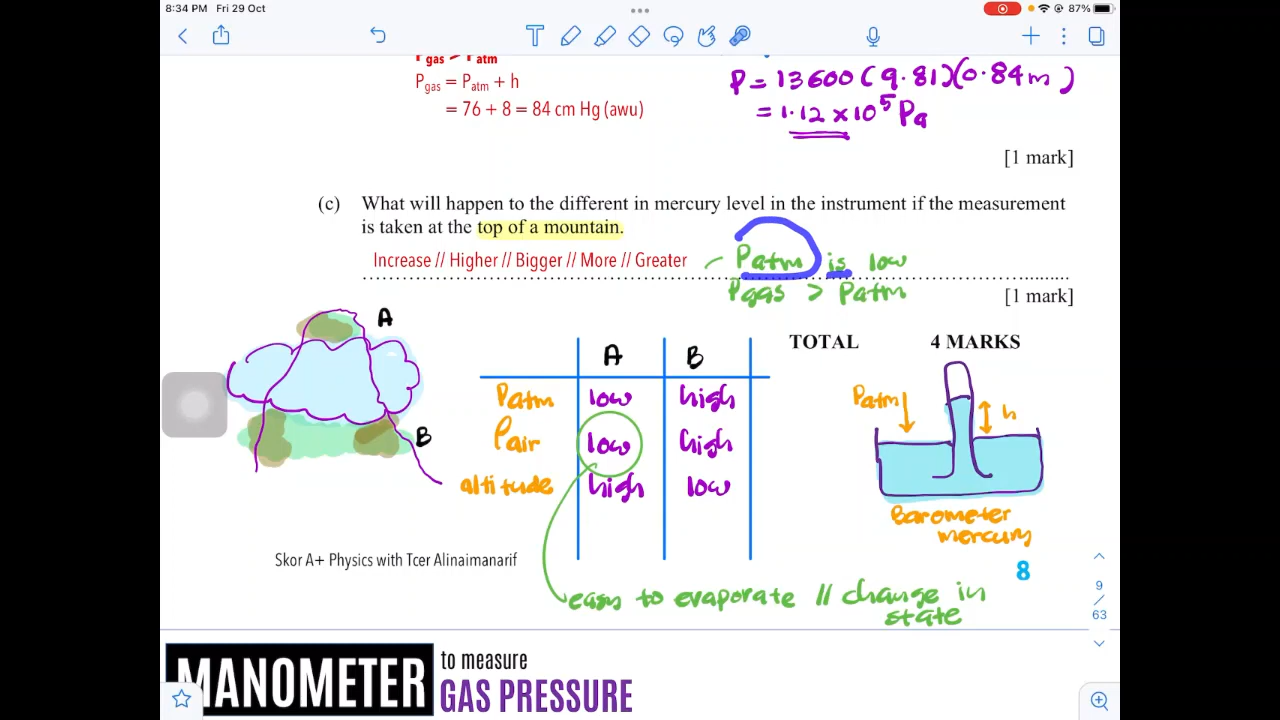 8:34 PM Fri 29 Oct
87%
Pgas > Patm
Pgas = Patm + h
= 76 + 8 = 84 cm Hg (awu)
P = 13600 (9.81)(0.84m)
= 1.12 x 10⁵ Pa
[1 mark]
(c) What will happen to the different in mercury level in the instrument if the measurement
is taken at the top of a mountain.
Increase // Higher // Bigger // More // Greater
Patm is low
Pgas > Patm
[1 mark]
TOTAL 4 MARKS
A
B
A B
Patm low high
Pair low high
altitude high low
Patm
h
Barometer
mercury
Skor A+ Physics with Tcer Alinaimanarif
8
easy to evaporate // change in
state
9
/
63
MANOMETER to measure
GAS PRESSURE